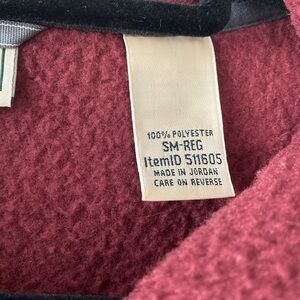 100% POLYESTER
SM-REG
ItemID 511605
MADE IN JORDAN
CARE ON REVERSE